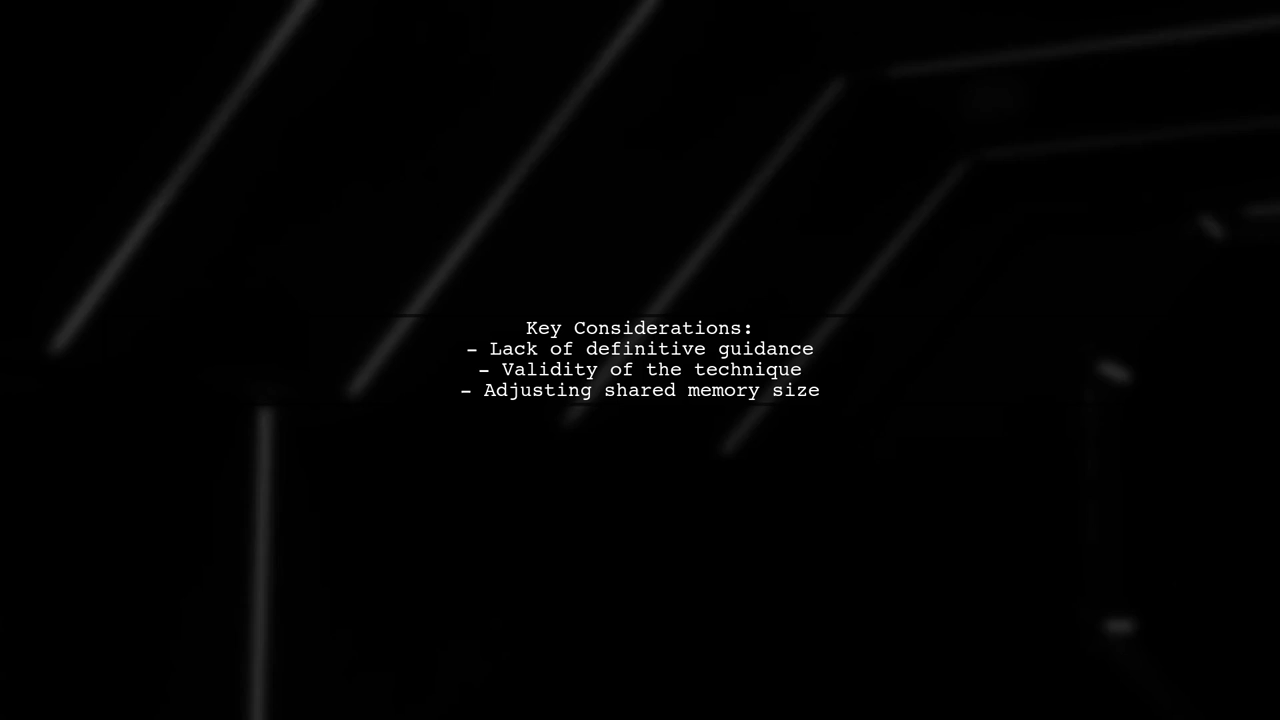 Key Considerations:
- Lack of definitive guidance
- Validity of the technique
- Adjusting shared memory size